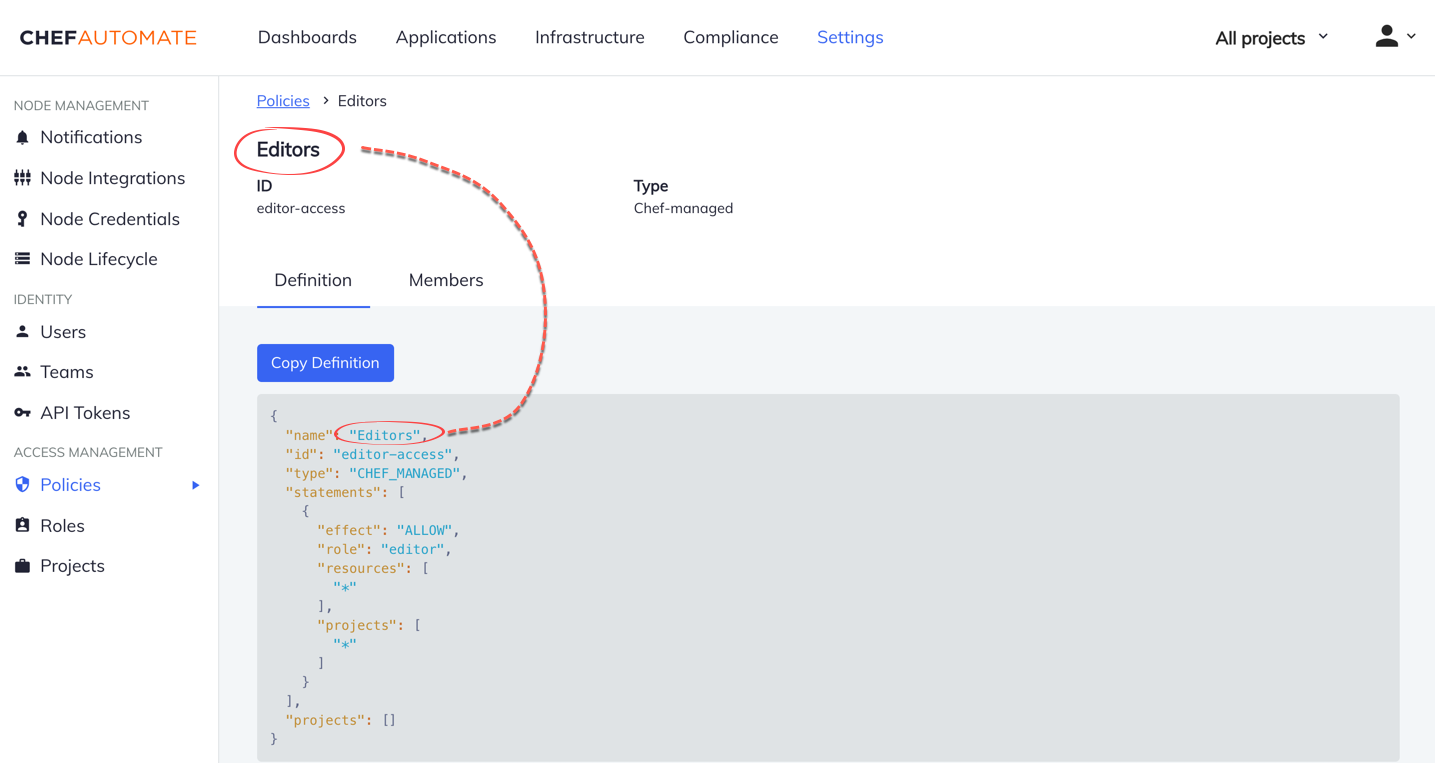 CHEFAUTOMATE Dashboards Applications Infrastructure Compliance Settings All projects
NODE MANAGEMENT
Notifications
Node Integrations
Node Credentials
Node Lifecycle
IDENTITY
Users
Teams
API Tokens
ACCESS MANAGEMENT
Policies
Roles
Projects
Policies > Editors
Editors
ID
editor-access
Type
Chef-managed
Definition Members
Copy Definition
{
"name": "Editors",
"id": "editor-access",
"type": "CHEF_MANAGED",
"statements": [
{
"effect": "ALLOW",
"role": "editor",
"resources": [
"*"
],
"projects": [
"*"
]
}
],
"projects": []
}